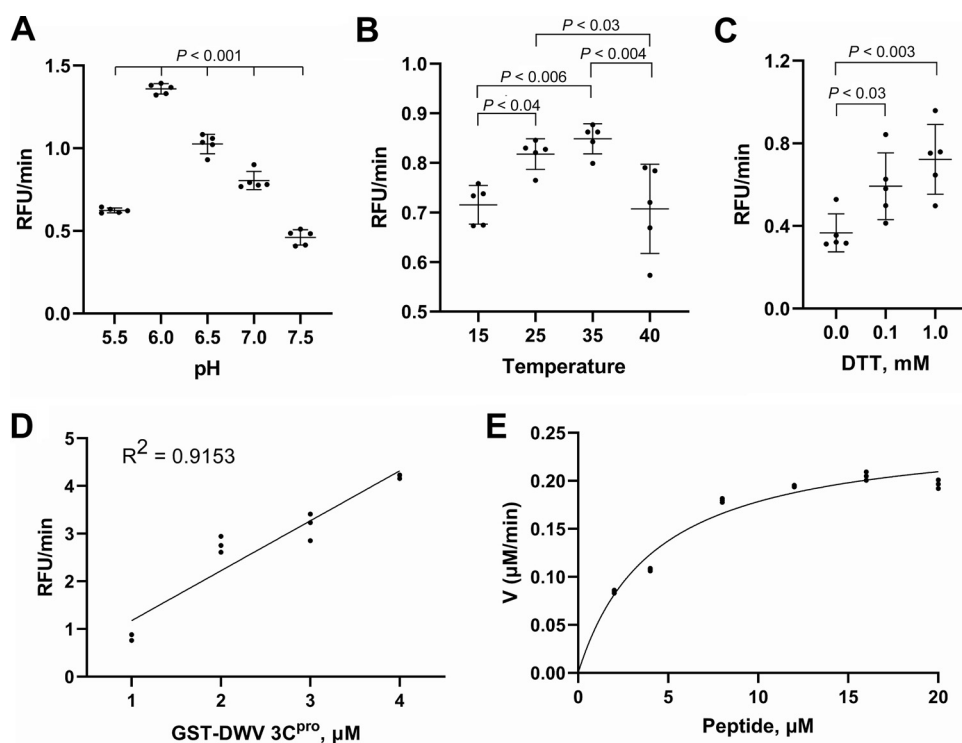 A
P < 0.001
RFU/min
1.5
1.0
0.5
0.0
5.5 6.0 6.5 7.0 7.5
pH
B
P < 0.03
P < 0.006
P < 0.004
P < 0.04
RFU/min
1.0
0.9
0.8
0.7
0.6
0.5
15 25 35 40
Temperature
C
P < 0.003
P < 0.03
RFU/min
1.2
0.8
0.4
0.0
0.0 0.1 1.0
DTT, mM
D
R² = 0.9153
RFU/min
5
4
3
2
1
0
1 2 3 4
GST-DWV 3Cᵖʳᵒ, µM
E
V (µM/min)
0.25
0.20
0.15
0.10
0.05
0.00
0 5 10 15 20
Peptide, µM